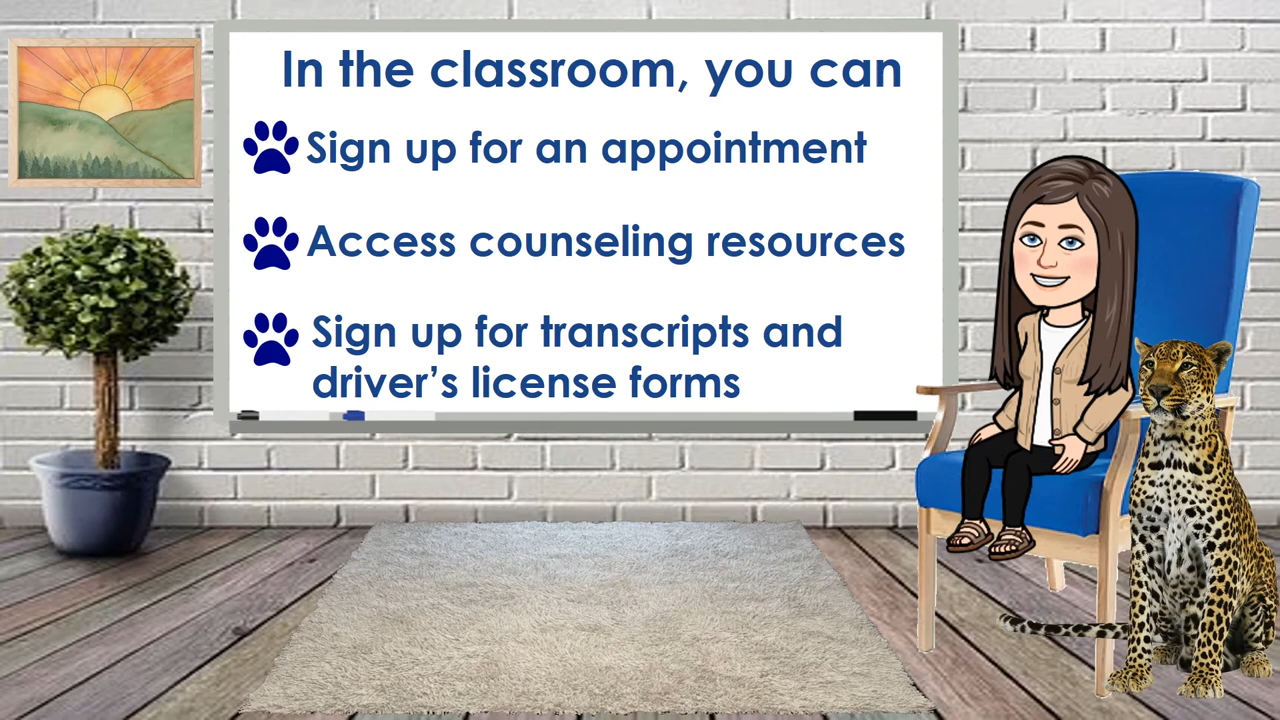 In the classroom, you can
Sign up for an appointment
Access counseling resources
Sign up for transcripts and
driver’s license forms